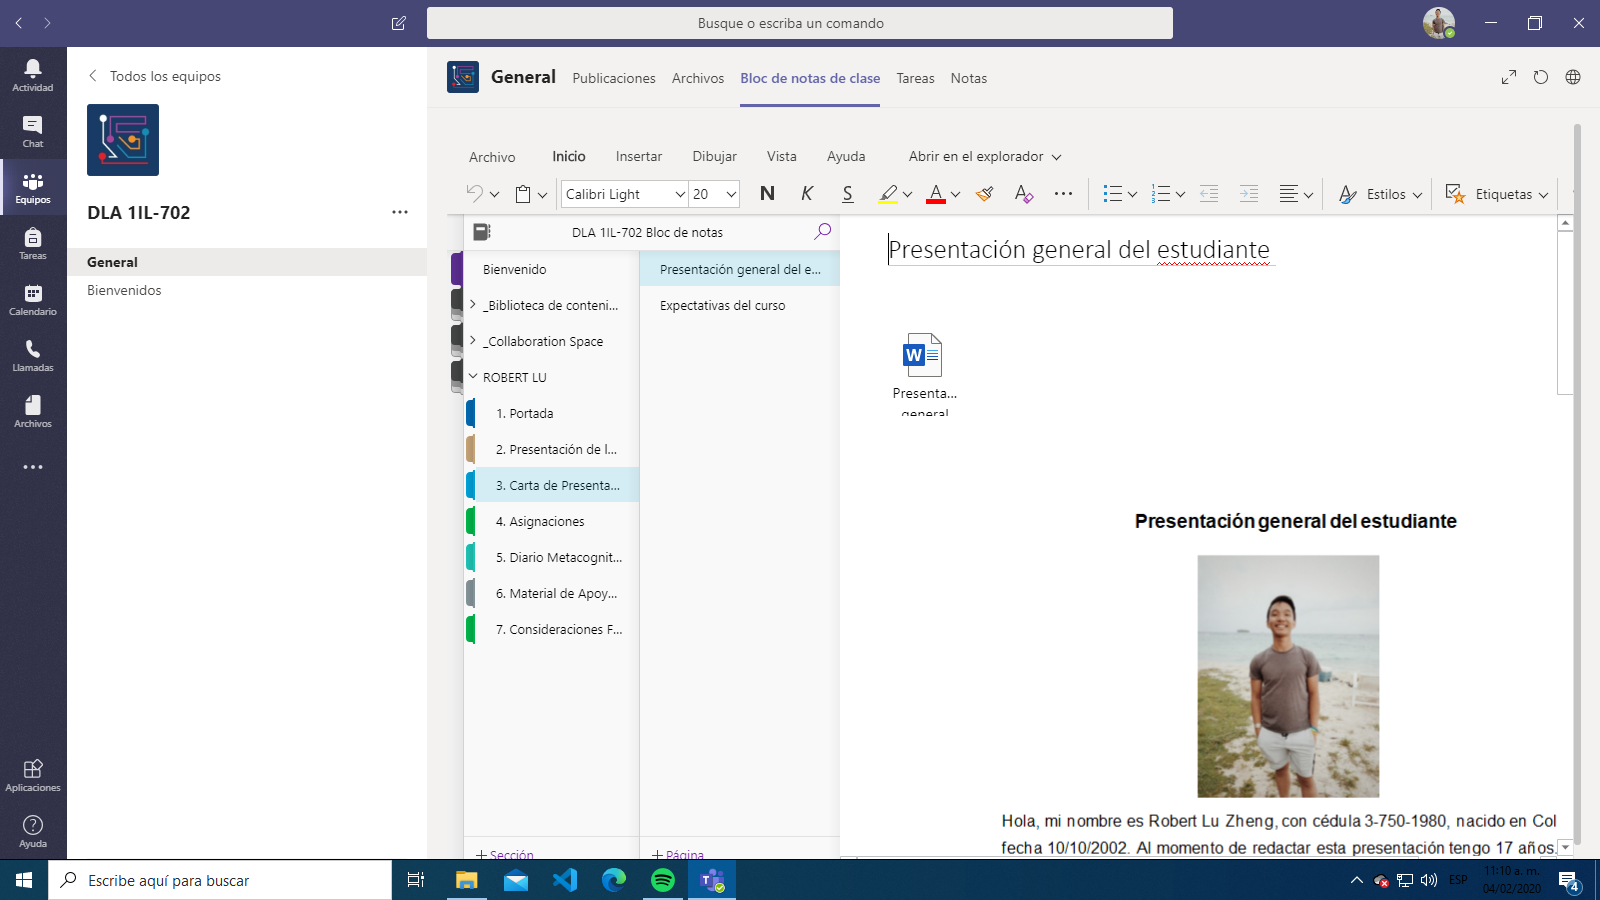 Busque o escriba un comando
Actividad
Chat
Equipos
Tareas
Calendario
Llamadas
Archivos
Aplicaciones
Ayuda
Todos los equipos
DLA 1IL-702
General
Bienvenidos
General
Publicaciones
Archivos
Bloc de notas de clase
Tareas
Notas
Archivo
Inicio
Insertar
Dibujar
Vista
Ayuda
Abrir en el explorador
Calibri Light
20
N
K
S
A
Estilos
Etiquetas
DLA 1IL-702 Bloc de notas
Bienvenido
_Biblioteca de conteni...
_Collaboration Space
ROBERT LU
1. Portada
2. Presentación de l...
3. Carta de Presenta...
4. Asignaciones
5. Diario Metacognit...
6. Material de Apoy...
7. Consideraciones F...
Sección
Presentación general del e...
Expectativas del curso
Página
Presentación general del estudiante
W
Presenta...
general
Presentación general del estudiante
Hola, mi nombre es Robert Lu Zheng, con cédula 3-750-1980, nacido en Col
fecha 10/10/2002. Al momento de redactar esta presentación tengo 17 años.
Escribe aquí para buscar
ESP
11:10 a. m.
04/02/2020
4